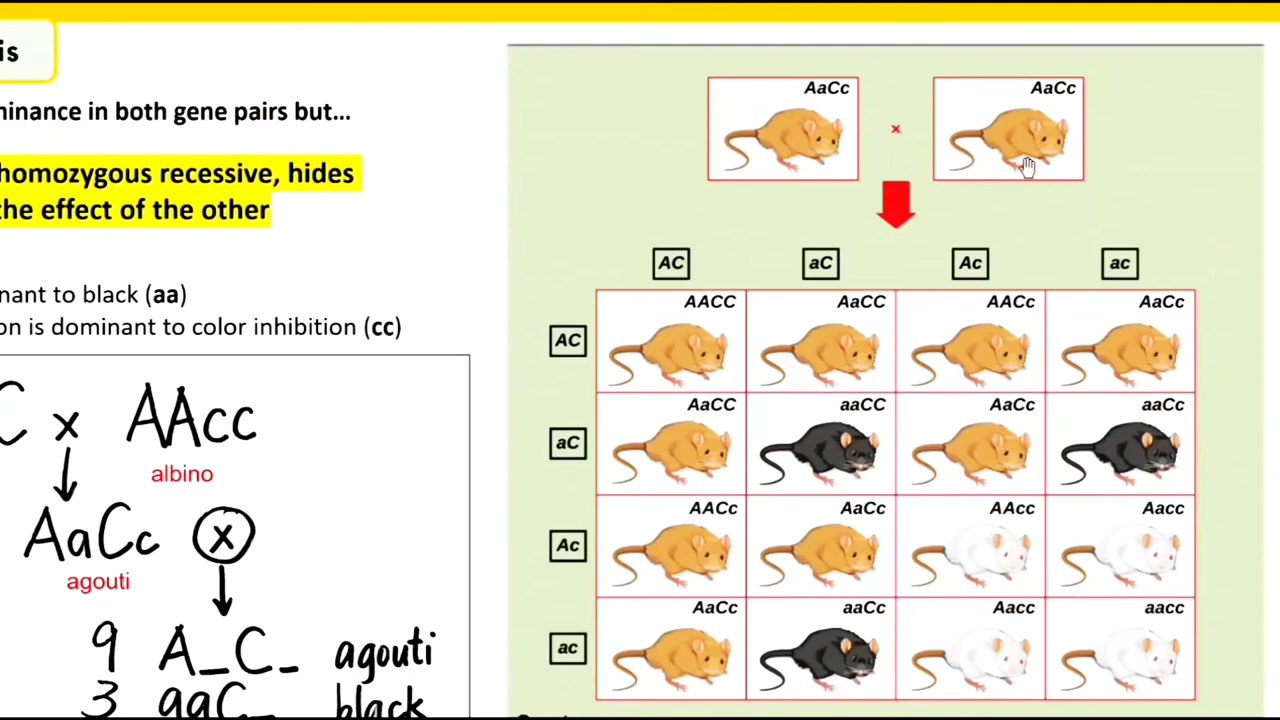 is
ninance in both gene pairs but...
homozygous recessive, hides
the effect of the other
nant to black (aa)
on is dominant to color inhibition (cc)
C x AAcc
albino
AaCc x
agouti
9 A_C_ agouti
3 aaC_ black
AaCc x AaCc
AC aC Ac ac
AACC AaCC AACc AaCc
AC
AaCC aaCC AaCc aaCc
aC
AACc AaCc AAcc Aacc
Ac
AaCc aaCc Aacc aacc
ac